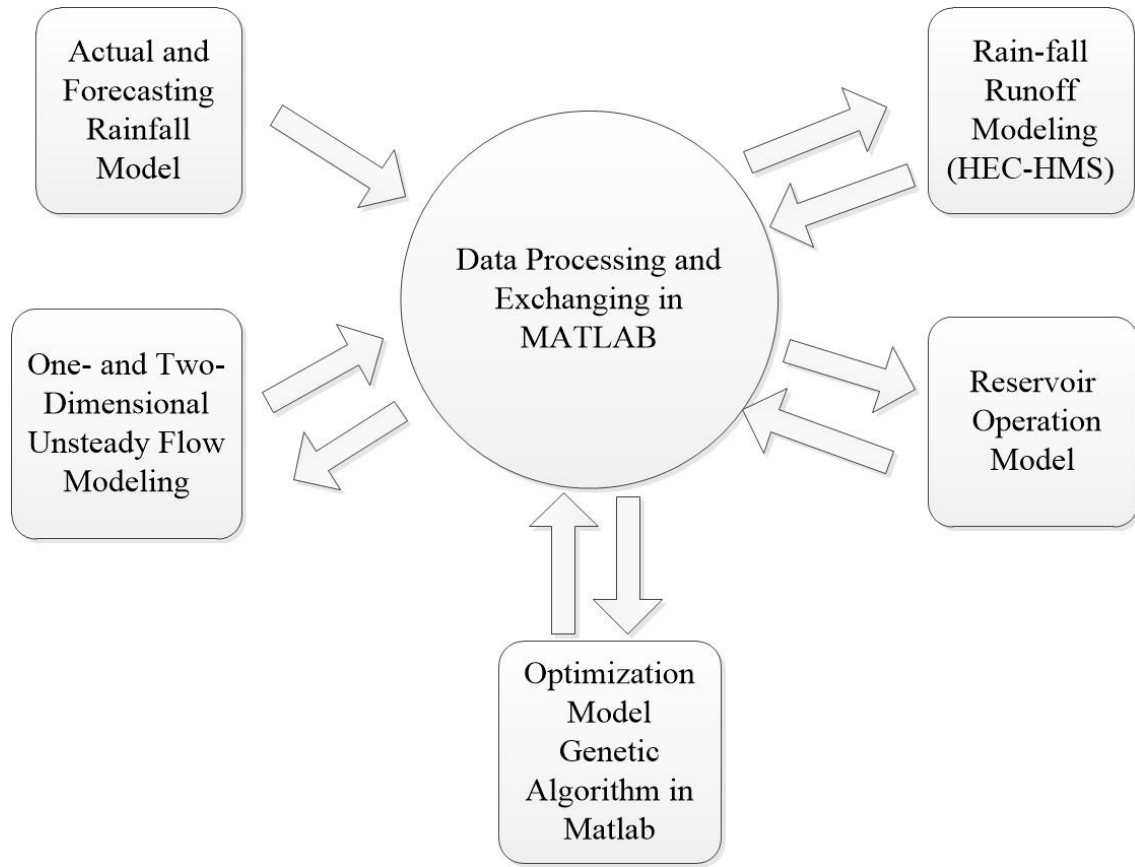 Actual and
Forecasting
Rainfall
Model
Rain-fall
Runoff
Modeling
(HEC-HMS)
Data Processing and
Exchanging in
MATLAB
One- and Two-
Dimensional
Unsteady Flow
Modeling
Reservoir
Operation
Model
Optimization
Model
Genetic
Algorithm in
Matlab